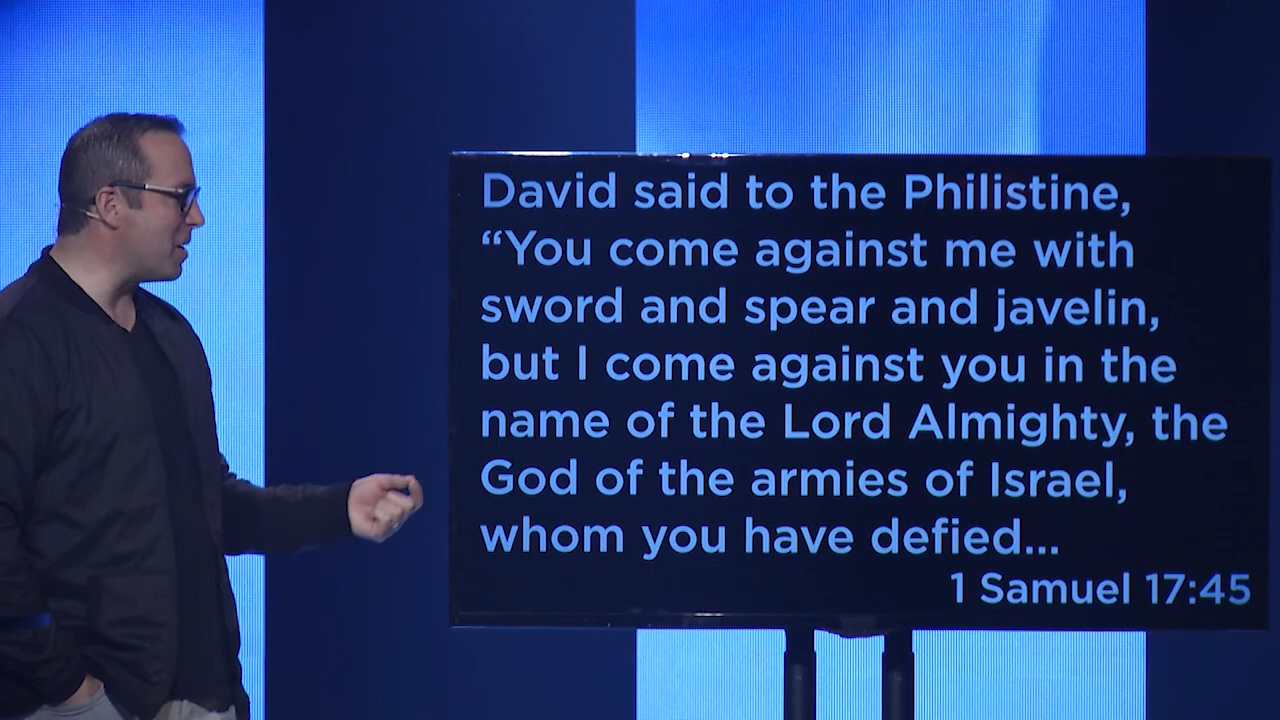 David said to the Philistine,
“You come against me with
sword and spear and javelin,
but I come against you in the
name of the Lord Almighty, the
God of the armies of Israel,
whom you have defied...
1 Samuel 17:45